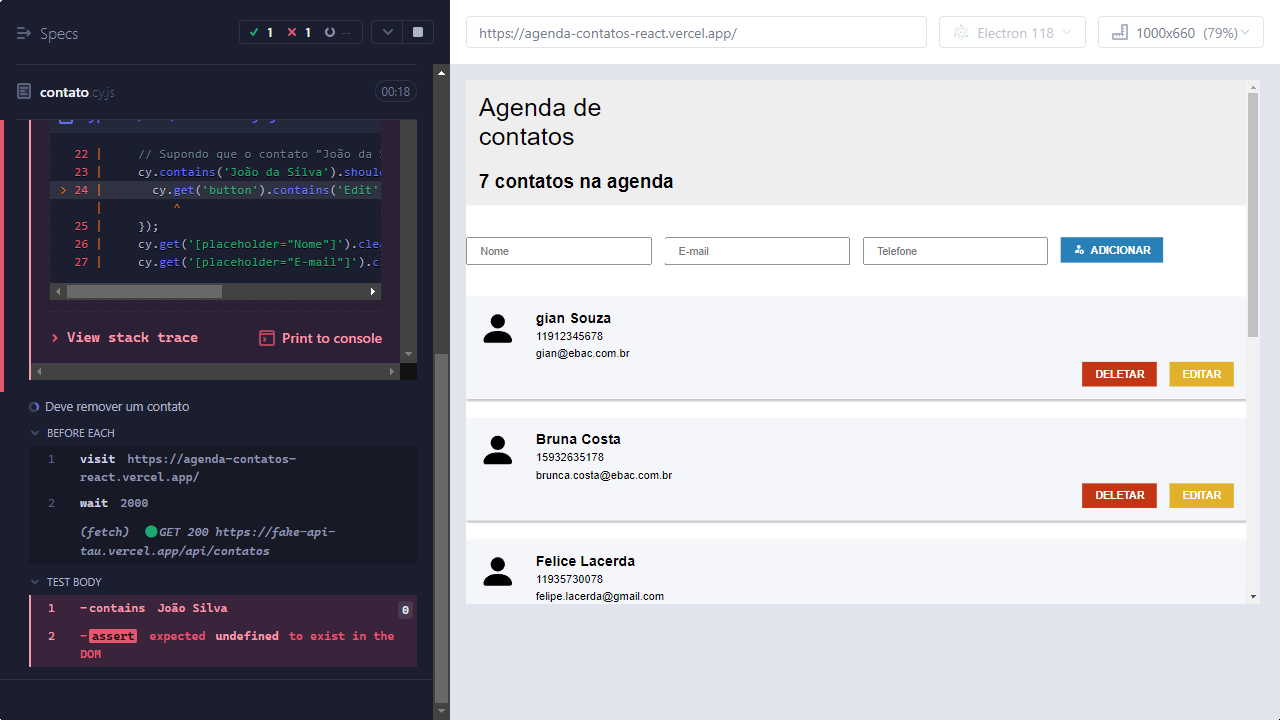 Specs
1
1
--
contato.cy.js
00:18
22 | // Supondo que o contato "João da S
23 | cy.contains('João da Silva').should
> 24 | cy.get('button').contains('Edit'
| ^
25 | });
26 | cy.get('[placeholder="Nome"]').clea
27 | cy.get('[placeholder="E-mail"]').cl
> View stack trace
Print to console
Deve remover um contato
BEFORE EACH
1 visit https://agenda-contatos-
react.vercel.app/
2 wait 2000
(fetch) GET 200 https://fake-api-
tau.vercel.app/api/contatos
TEST BODY
1 -contains João Silva 0
2 -assert expected undefined to exist in the
DOM
https://agenda-contatos-react.vercel.app/
Electron 118
1000x660 (79%)
Agenda de
contatos
7 contatos na agenda
Nome
E-mail
Telefone
ADICIONAR
gian Souza
11912345678
gian@ebac.com.br
DELETAR
EDITAR
Bruna Costa
15932635178
brunca.costa@ebac.com.br
DELETAR
EDITAR
Felice Lacerda
11935730078
felipe.lacerda@gmail.com